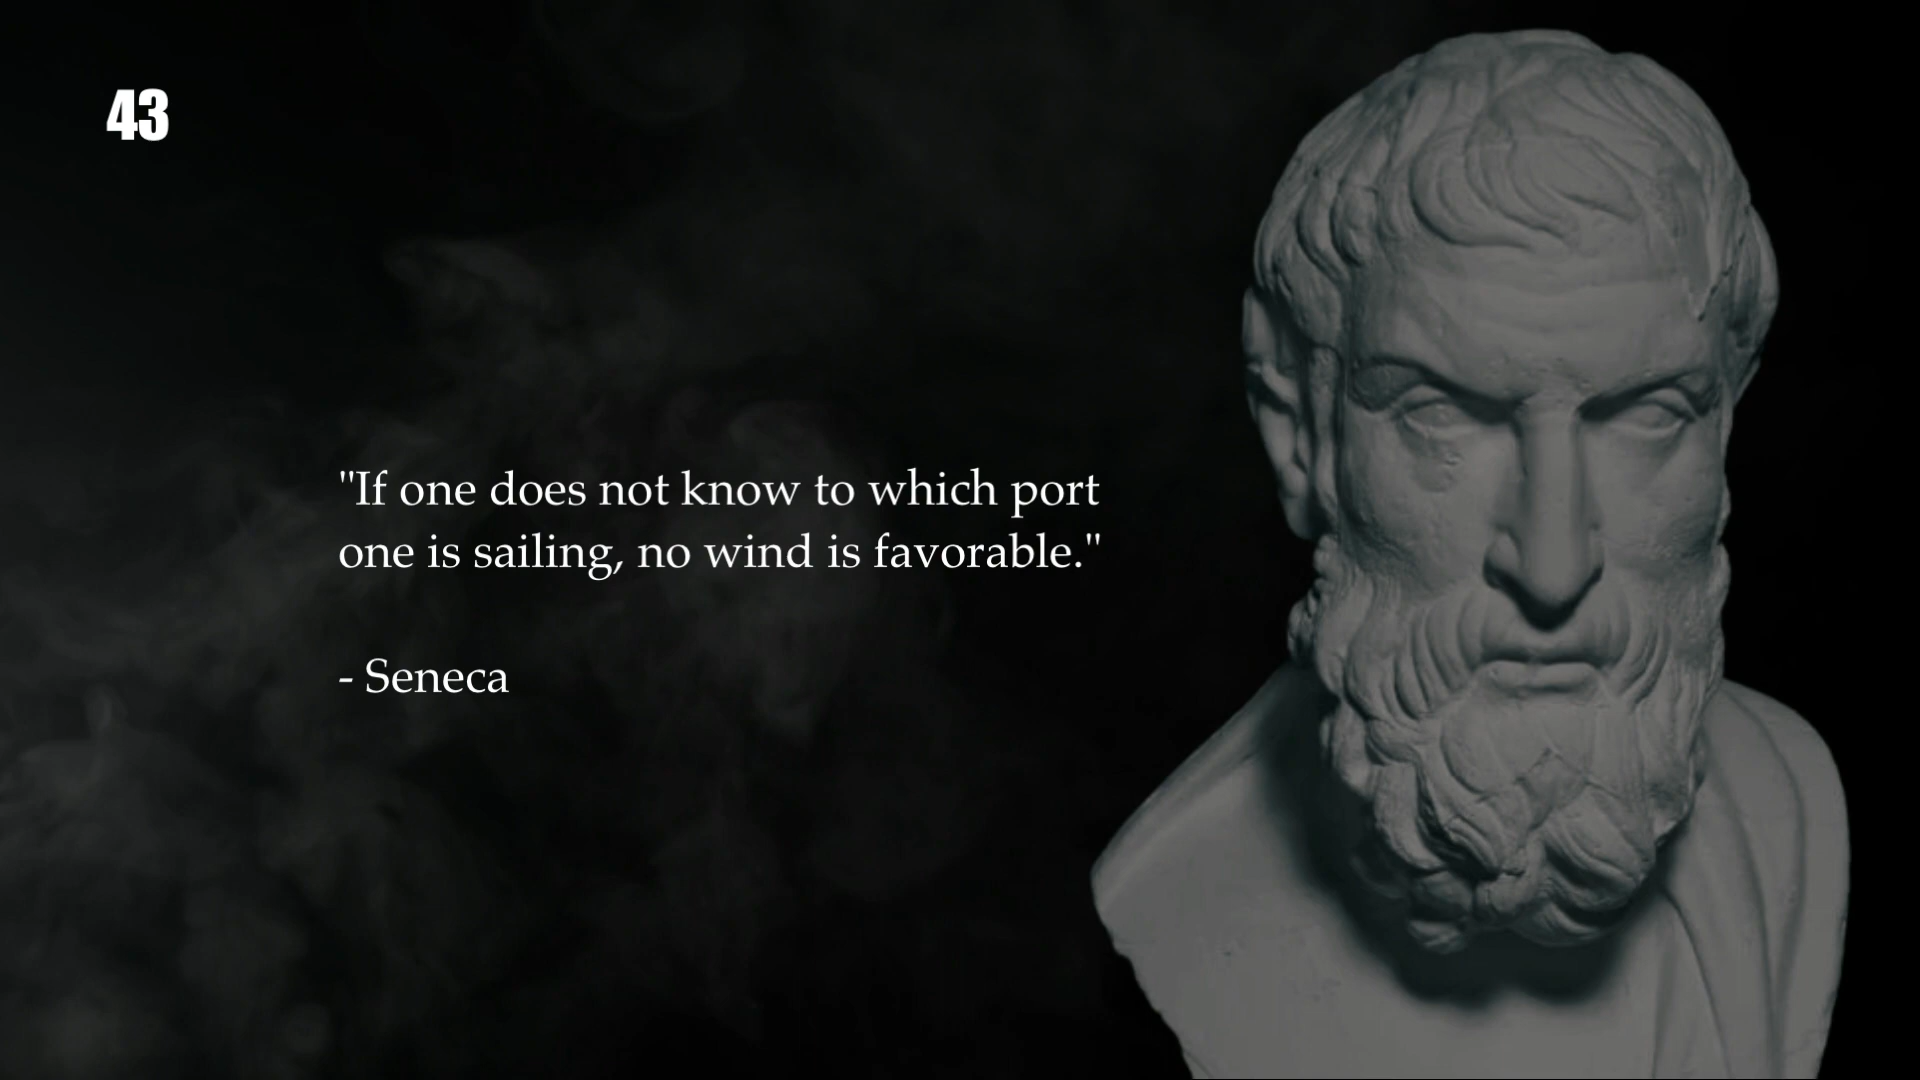 43
"If one does not know to which port
one is sailing, no wind is favorable."
- Seneca